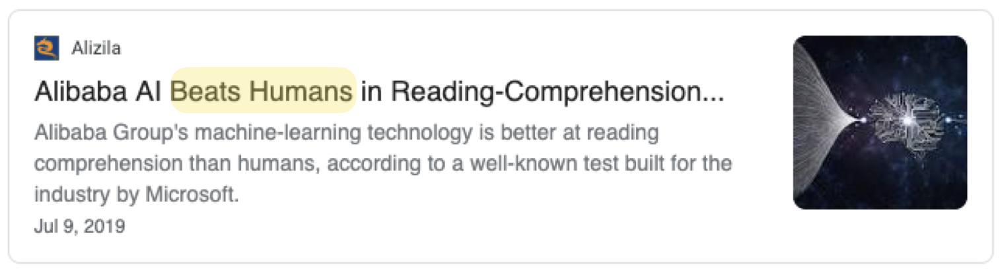 Alizila
Alibaba AI Beats Humans in Reading-Comprehension...
Alibaba Group's machine-learning technology is better at reading
comprehension than humans, according to a well-known test built for the
industry by Microsoft.
Jul 9, 2019